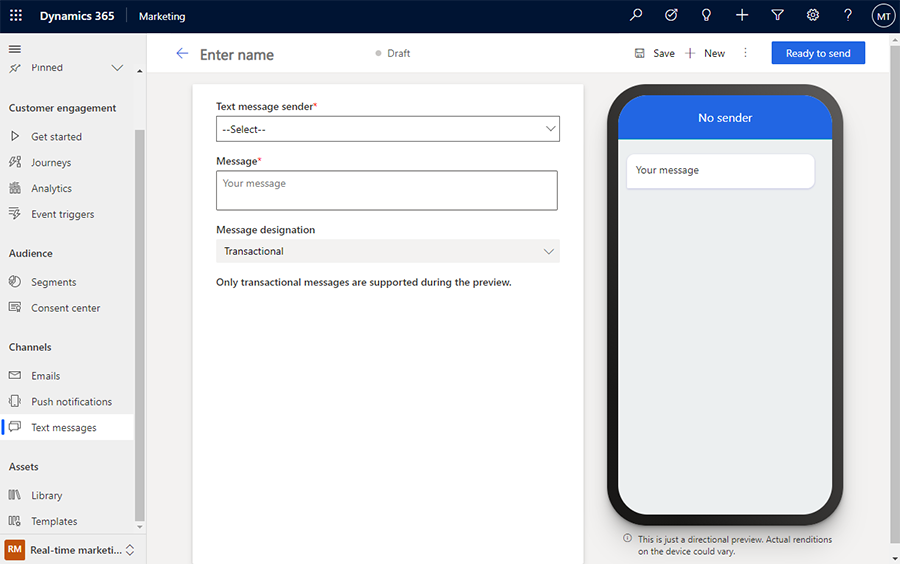 Dynamics 365 Marketing MT
Enter name Draft Save New Ready to send
Pinned
Customer engagement
Get started
Journeys
Analytics
Event triggers
Audience
Segments
Consent center
Channels
Emails
Push notifications
Text messages
Assets
Library
Templates
RM Real-time marketi...
Text message sender*
--Select--
Message*
Your message
Message designation
Transactional
Only transactional messages are supported during the preview.
No sender
Your message
This is just a directional preview. Actual renditions
on the device could vary.